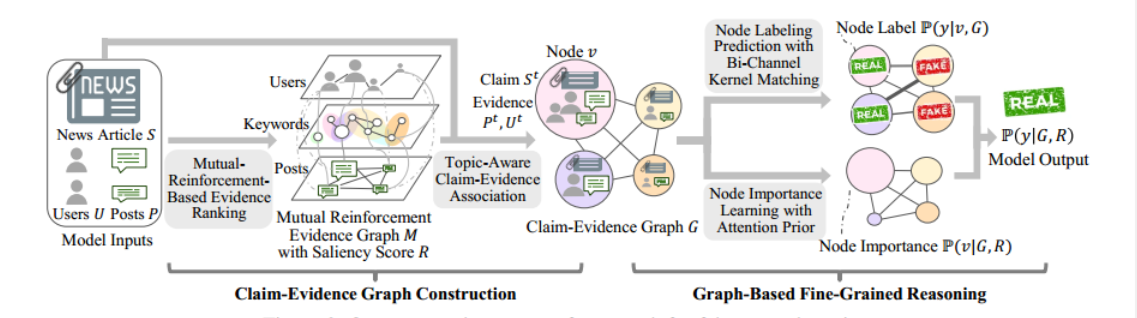 NEWS
News Article S
Users U Posts P
Model Inputs
Mutual-
Reinforcement-
Based Evidence
Ranking
Users
Keywords
Posts
Mutual Reinforcement
Evidence Graph M
with Saliency Score R
Topic-Aware
Claim-Evidence
Association
Node v
Claim Sᵗ
Evidence
Pᵗ, Uᵗ
Claim-Evidence Graph G
Node Labeling
Prediction with
Bi-Channel
Kernel Matching
Node Importance
Learning with
Attention Prior
Node Label ℙ(y|v, G)
REAL
FAKE
REAL
FAKE
Node Importance ℙ(v|G, R)
REAL
ℙ(y|G, R)
Model Output
Claim-Evidence Graph Construction
Graph-Based Fine-Grained Reasoning